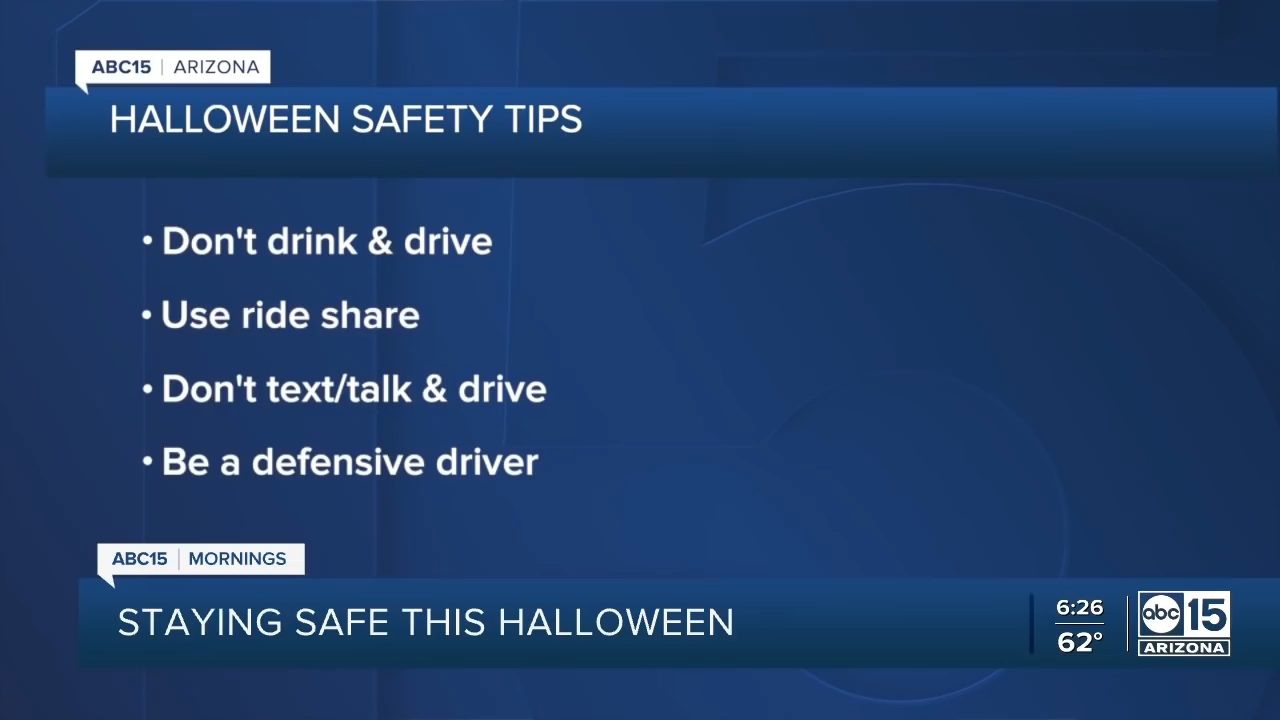 ABC15 | ARIZONA
HALLOWEEN SAFETY TIPS
• Don't drink & drive
• Use ride share
• Don't text/talk & drive
• Be a defensive driver
ABC15 | MORNINGS
STAYING SAFE THIS HALLOWEEN
6:26
62°
abc 15
ARIZONA